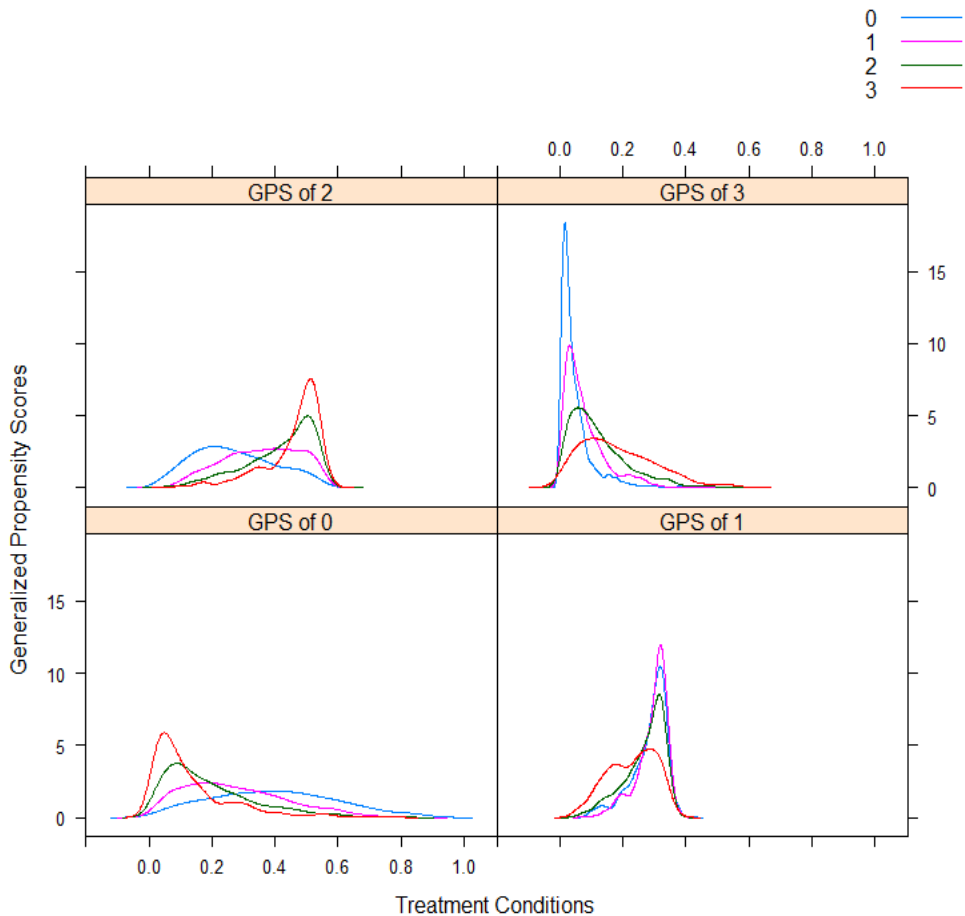 0
1
2
3
0.0 0.2 0.4 0.6 0.8 1.0
GPS of 2 GPS of 3
15
10
5
0
GPS of 0 GPS of 1
15
10
5
0
0.0 0.2 0.4 0.6 0.8 1.0
Generalized Propensity Scores
Treatment Conditions